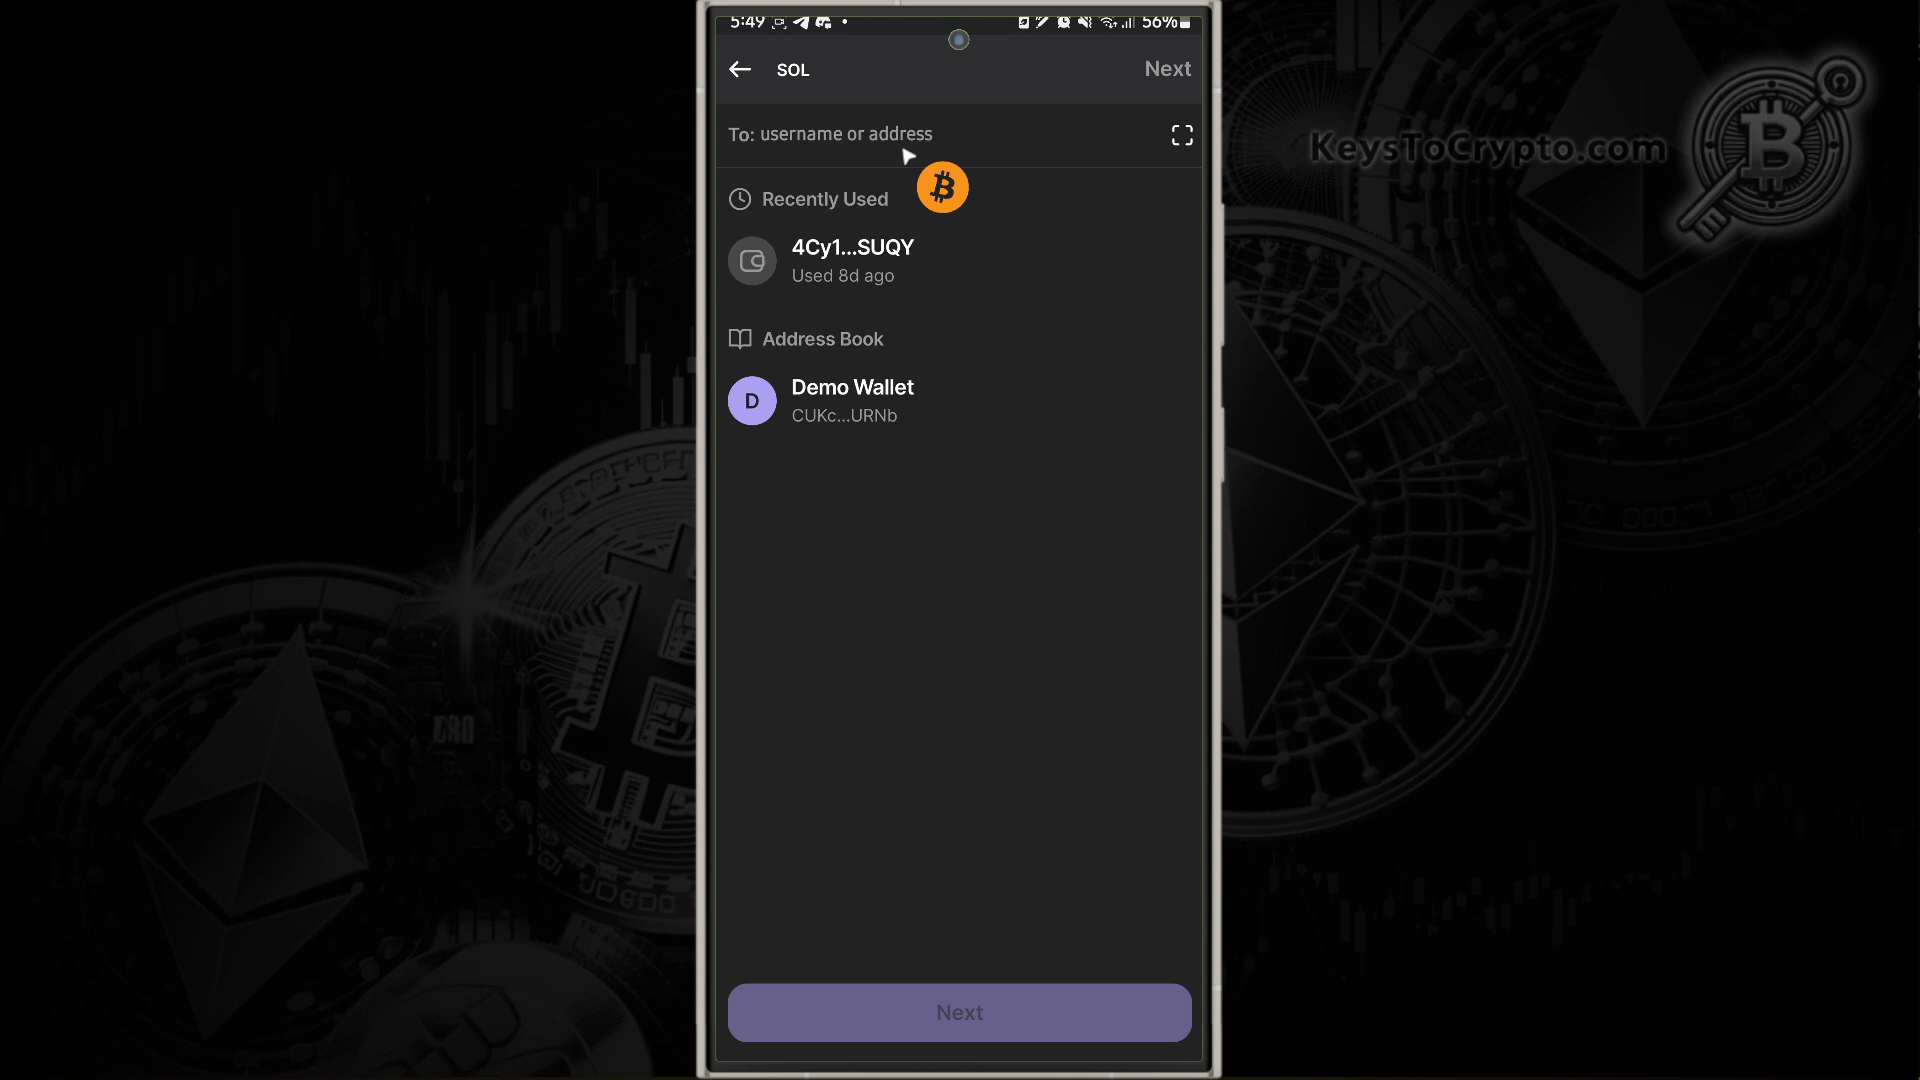 5:49
56%
SOL
Next
To: username or address
KeysToCrypto.com
Recently Used
4Cy1...SUQY
Used 8d ago
Address Book
D
Demo Wallet
CUKc...URNb
Next